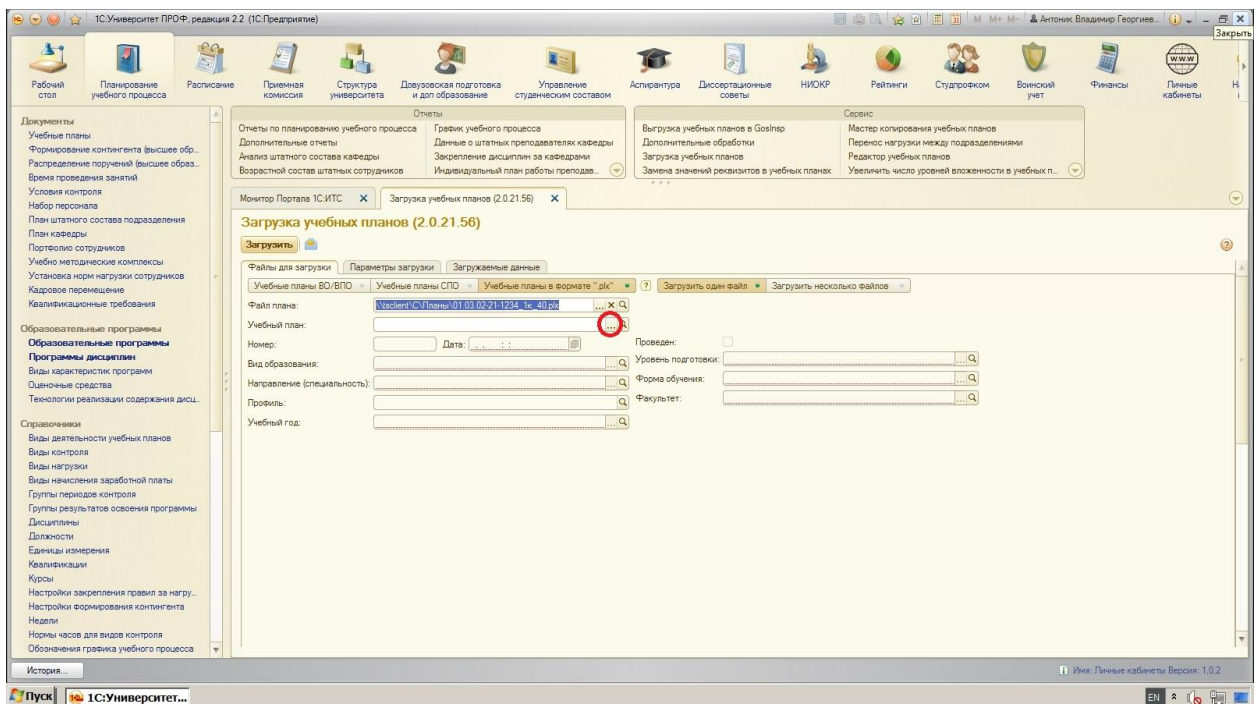 1С:Университет ПРОФ, редакция 2.2 (1С:Предприятие)
M M+ M- Антоник Владимир Георгиев...
Закрыть
Рабочий стол
Планирование учебного процесса
Расписание
Приемная комиссия
Структура университета
Довузовская подготовка и доп образование
Управление студенческим составом
Аспирантура
Диссертационные советы
НИОКР
Рейтинги
Студпрофком
Воинский учет
Финансы
www
Личные кабинеты
Документы
Учебные планы
Формирование контингента (высшее обр...
Распределение поручений (высшее образ...
Время проведения занятий
Условия контроля
Набор персонала
План штатного состава подразделения
План кафедры
Портфолио сотрудников
Учебно методические комплексы
Установка норм нагрузки сотрудников
Кадровое перемещение
Квалификационные требования
Образовательные программы
Образовательные программы
Программы дисциплин
Виды характеристик программ
Оценочные средства
Технологии реализации содержания дисц...
Справочники
Виды деятельности учебных планов
Виды контроля
Виды нагрузки
Виды начисления заработной платы
Группы периодов контроля
Группы результатов освоения программы
Дисциплины
Должности
Единицы измерения
Квалификации
Курсы
Настройки закрепления правил за нагру...
Настройки формирования контингента
Недели
Нормы часов для видов контроля
Обозначения графика учебного процесса
Отчеты
Отчеты по планированию учебного процесса График учебного процесса
Дополнительные отчеты Данные о штатных преподавателях кафедры
Анализ штатного состава кафедры Закрепление дисциплин за кафедрами
Возрастной состав штатных сотрудников Индивидуальный план работы преподав...
Сервис
Выгрузка учебных планов в GosInsp Мастер копирования учебных планов
Дополнительные обработки Перенос нагрузки между подразделениями
Загрузка учебных планов Редактор учебных планов
Замена значений реквизитов в учебных планах Увеличить число уровней вложенности в учебных п...
Монитор Портала 1С:ИТС Загрузка учебных планов (2.0.21.56)
Загрузка учебных планов (2.0.21.56)
Загрузить
Файлы для загрузки Параметры загрузки Загружаемые данные
Учебные планы ВО/ВПО Учебные планы СПО Учебные планы в формате ".plx" ? Загрузить один файл Загрузить несколько файлов
Файл плана: \\tsclient\C\Планы\01.03.02-21-1234_1к_40.plx
Учебный план:
Номер: Дата: . . : : Проведен:
Вид образования: Уровень подготовки:
Направление (специальность): Форма обучения:
Профиль: Факультет:
Учебный год:
История...
Имя: Личные кабинеты Версия: 1.0.2
Пуск 1С:Университет... EN